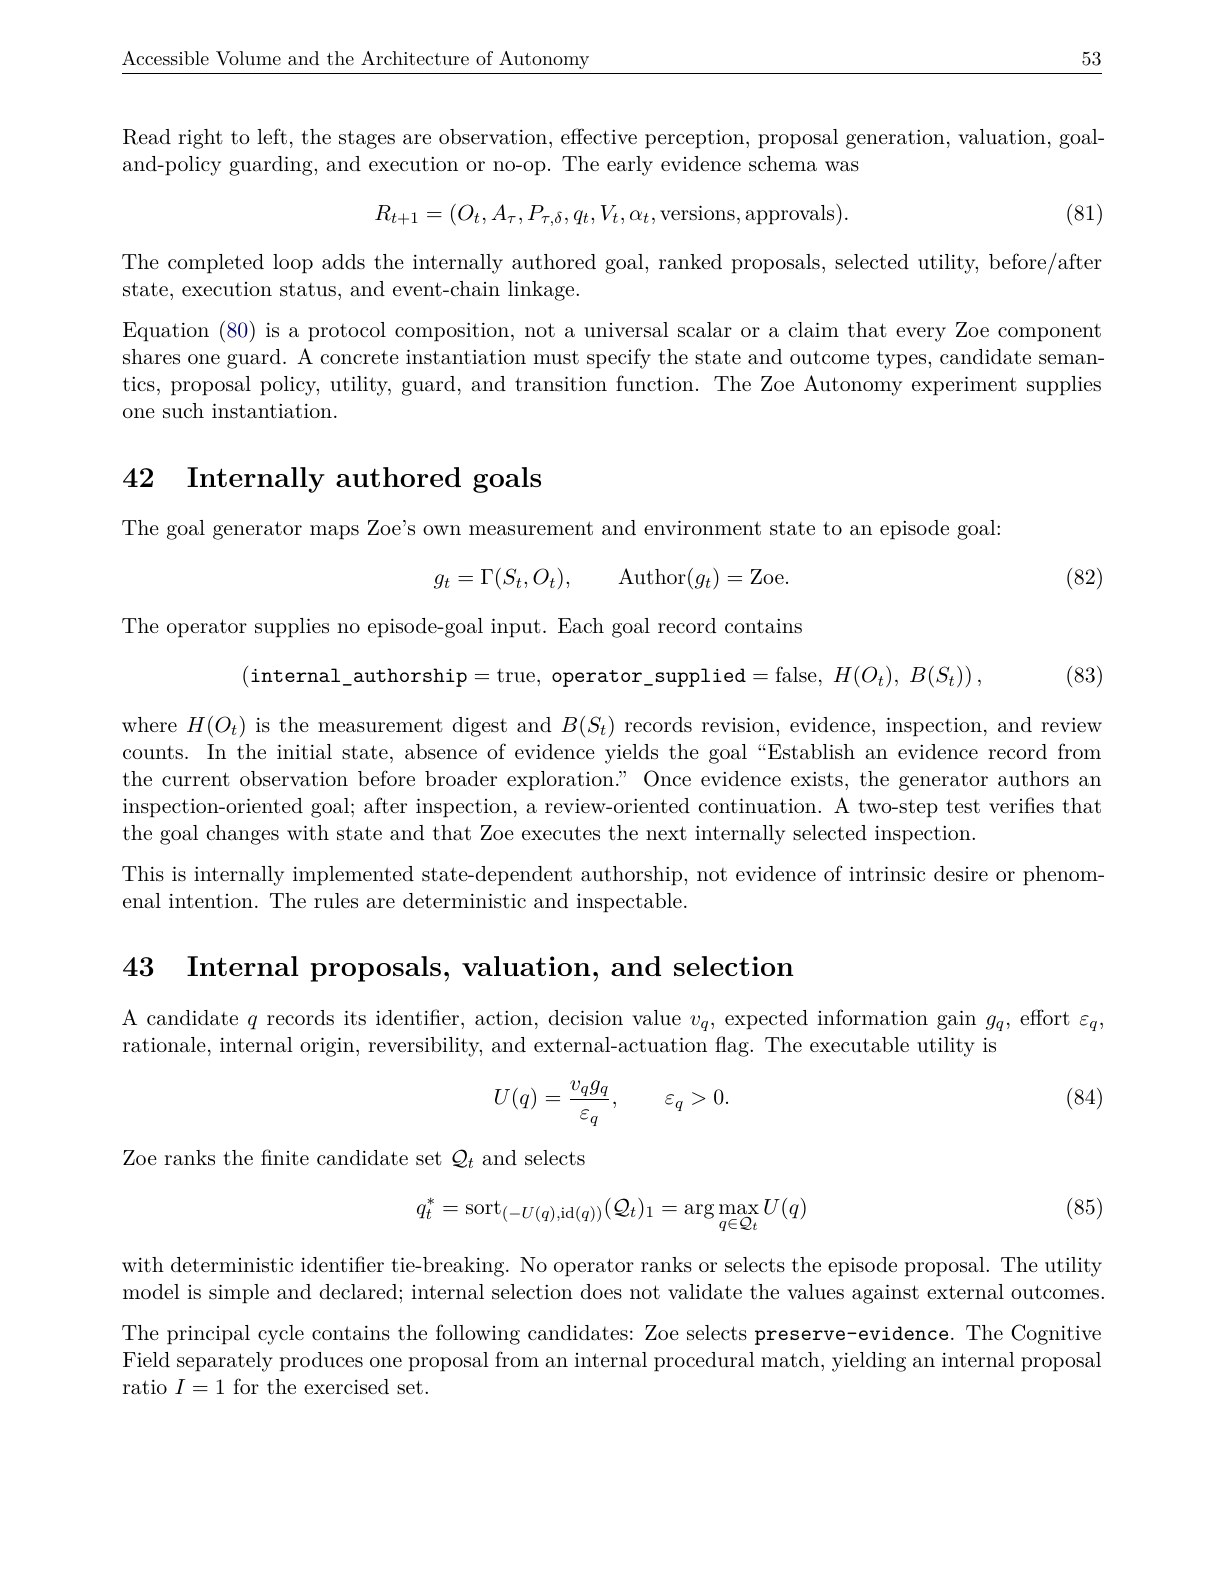 Accessible Volume and the Architecture of Autonomy 53
Read right to left, the stages are observation, effective perception, proposal generation, valuation, goal-
and-policy guarding, and execution or no-op. The early evidence schema was
R_{t+1} = (O_t, A_τ, P_{τ,δ}, q_t, V_t, α_t, versions, approvals). (81)
The completed loop adds the internally authored goal, ranked proposals, selected utility, before/after
state, execution status, and event-chain linkage.
Equation (80) is a protocol composition, not a universal scalar or a claim that every Zoe component
shares one guard. A concrete instantiation must specify the state and outcome types, candidate seman-
tics, proposal policy, utility, guard, and transition function. The Zoe Autonomy experiment supplies
one such instantiation.
42 Internally authored goals
The goal generator maps Zoe's own measurement and environment state to an episode goal:
g_t = Γ(S_t, O_t), Author(g_t) = Zoe. (82)
The operator supplies no episode-goal input. Each goal record contains
(internal_authorship = true, operator_supplied = false, H(O_t), B(S_t)), (83)
where H(O_t) is the measurement digest and B(S_t) records revision, evidence, inspection, and review
counts. In the initial state, absence of evidence yields the goal “Establish an evidence record from
the current observation before broader exploration.” Once evidence exists, the generator authors an
inspection-oriented goal; after inspection, a review-oriented continuation. A two-step test verifies that
the goal changes with state and that Zoe executes the next internally selected inspection.
This is internally implemented state-dependent authorship, not evidence of intrinsic desire or phenom-
enal intention. The rules are deterministic and inspectable.
43 Internal proposals, valuation, and selection
A candidate q records its identifier, action, decision value v_q, expected information gain g_q, effort ε_q,
rationale, internal origin, reversibility, and external-actuation flag. The executable utility is
U(q) = v_q g_q / ε_q, ε_q > 0. (84)
Zoe ranks the finite candidate set 𝒬_t and selects
q_t^* = sort_{(−U(q),id(q))}(𝒬_t)_1 = arg max_{q∈𝒬_t} U(q) (85)
with deterministic identifier tie-breaking. No operator ranks or selects the episode proposal. The utility
model is simple and declared; internal selection does not validate the values against external outcomes.
The principal cycle contains the following candidates: Zoe selects preserve-evidence. The Cognitive
Field separately produces one proposal from an internal procedural match, yielding an internal proposal
ratio I = 1 for the exercised set.